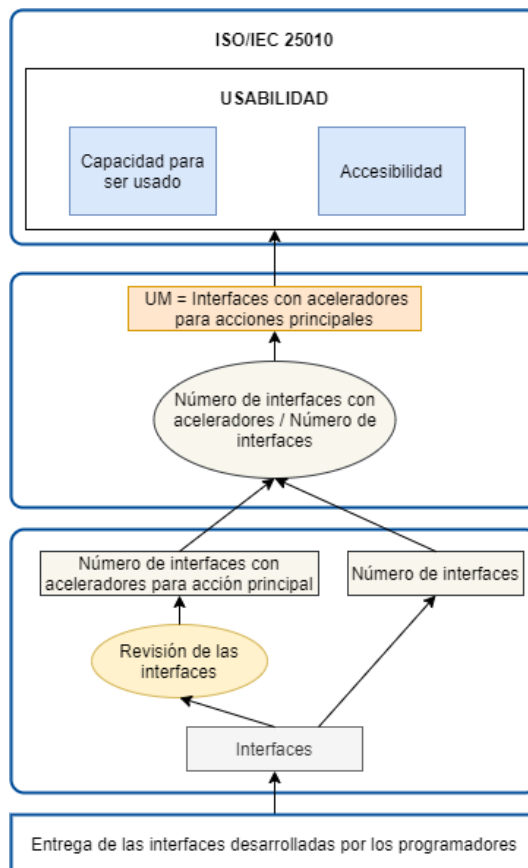 ISO/IEC 25010
USABILIDAD
Capacidad para
ser usado
Accesibilidad
UM = Interfaces con aceleradores
para acciones principales
Número de interfaces con
aceleradores / Número de
interfaces
Número de interfaces con
aceleradores para acción principal
Número de interfaces
Revisión de las
interfaces
Interfaces
Entrega de las interfaces desarrolladas por los programadores